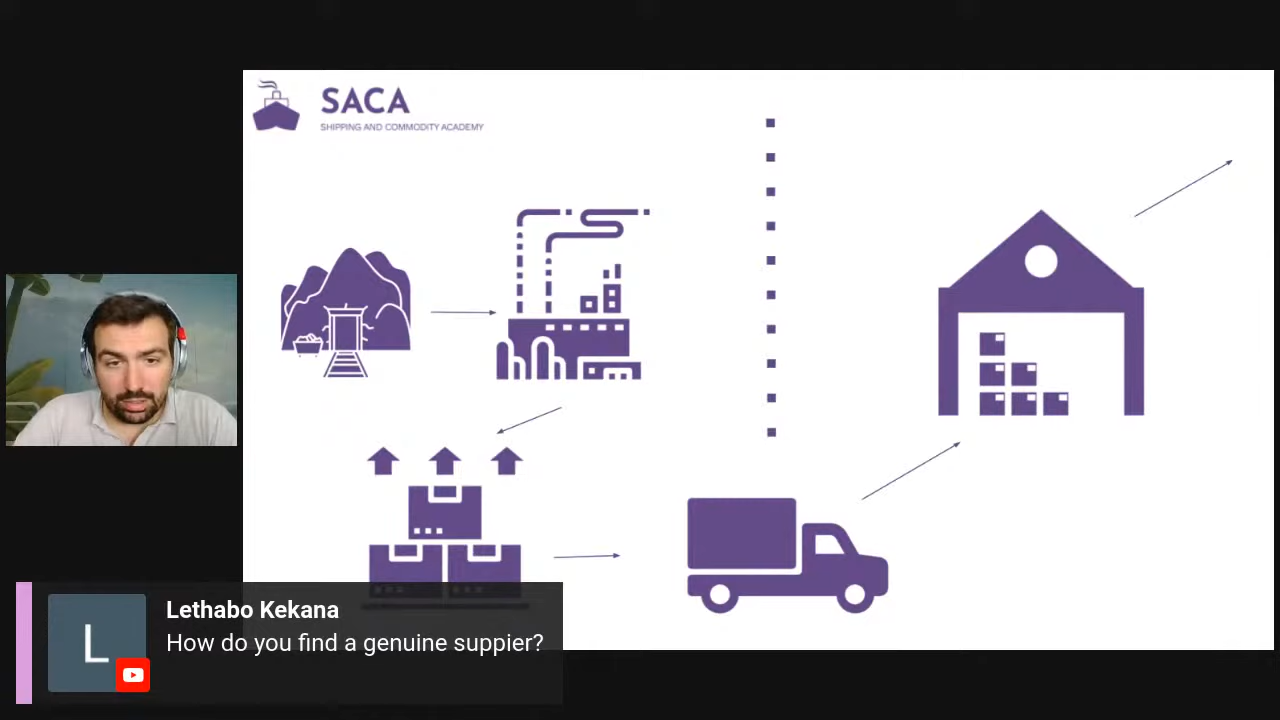 SACA
SHIPPING AND COMMODITY ACADEMY
L
Lethabo Kekana
How do you find a genuine suppier?